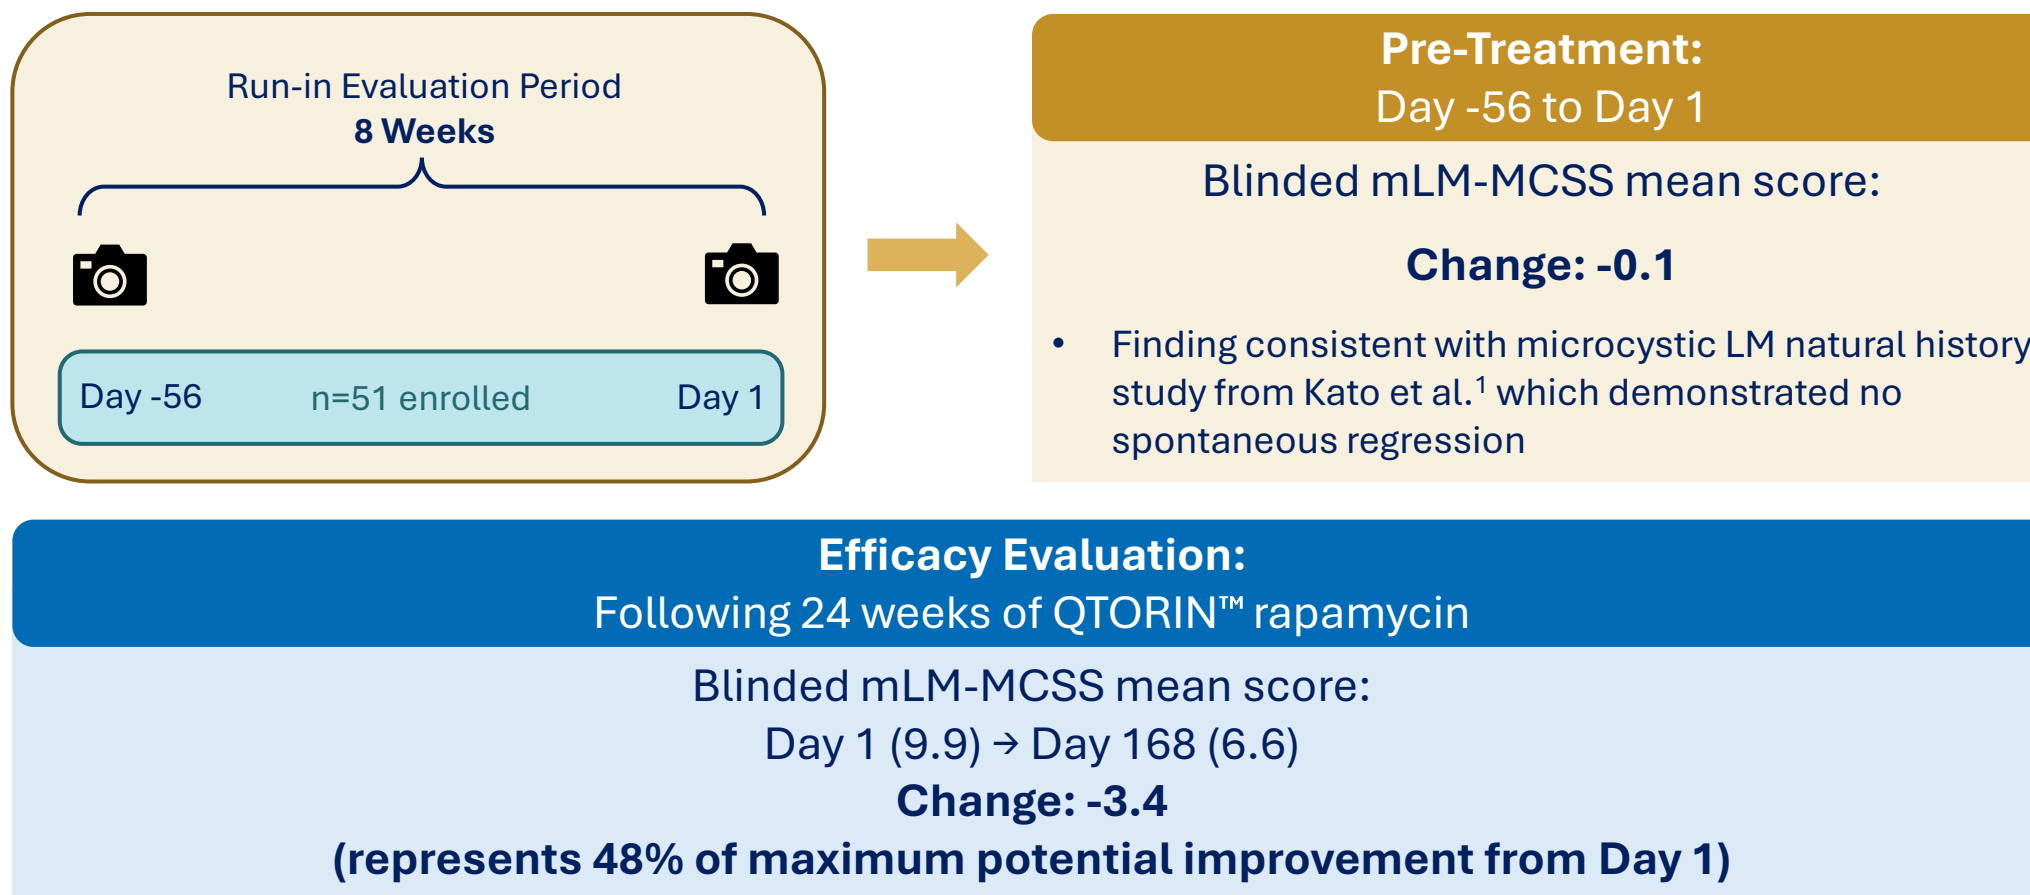 Run-in Evaluation Period
8 Weeks
Day -56
n=51 enrolled
Day 1
Pre-Treatment:
Day -56 to Day 1
Blinded mLM-MCSS mean score:
Change: -0.1
• Finding consistent with microcystic LM natural history
study from Kato et al.¹ which demonstrated no
spontaneous regression
Efficacy Evaluation:
Following 24 weeks of QTORIN™ rapamycin
Blinded mLM-MCSS mean score:
Day 1 (9.9) → Day 168 (6.6)
Change: -3.4
(represents 48% of maximum potential improvement from Day 1)